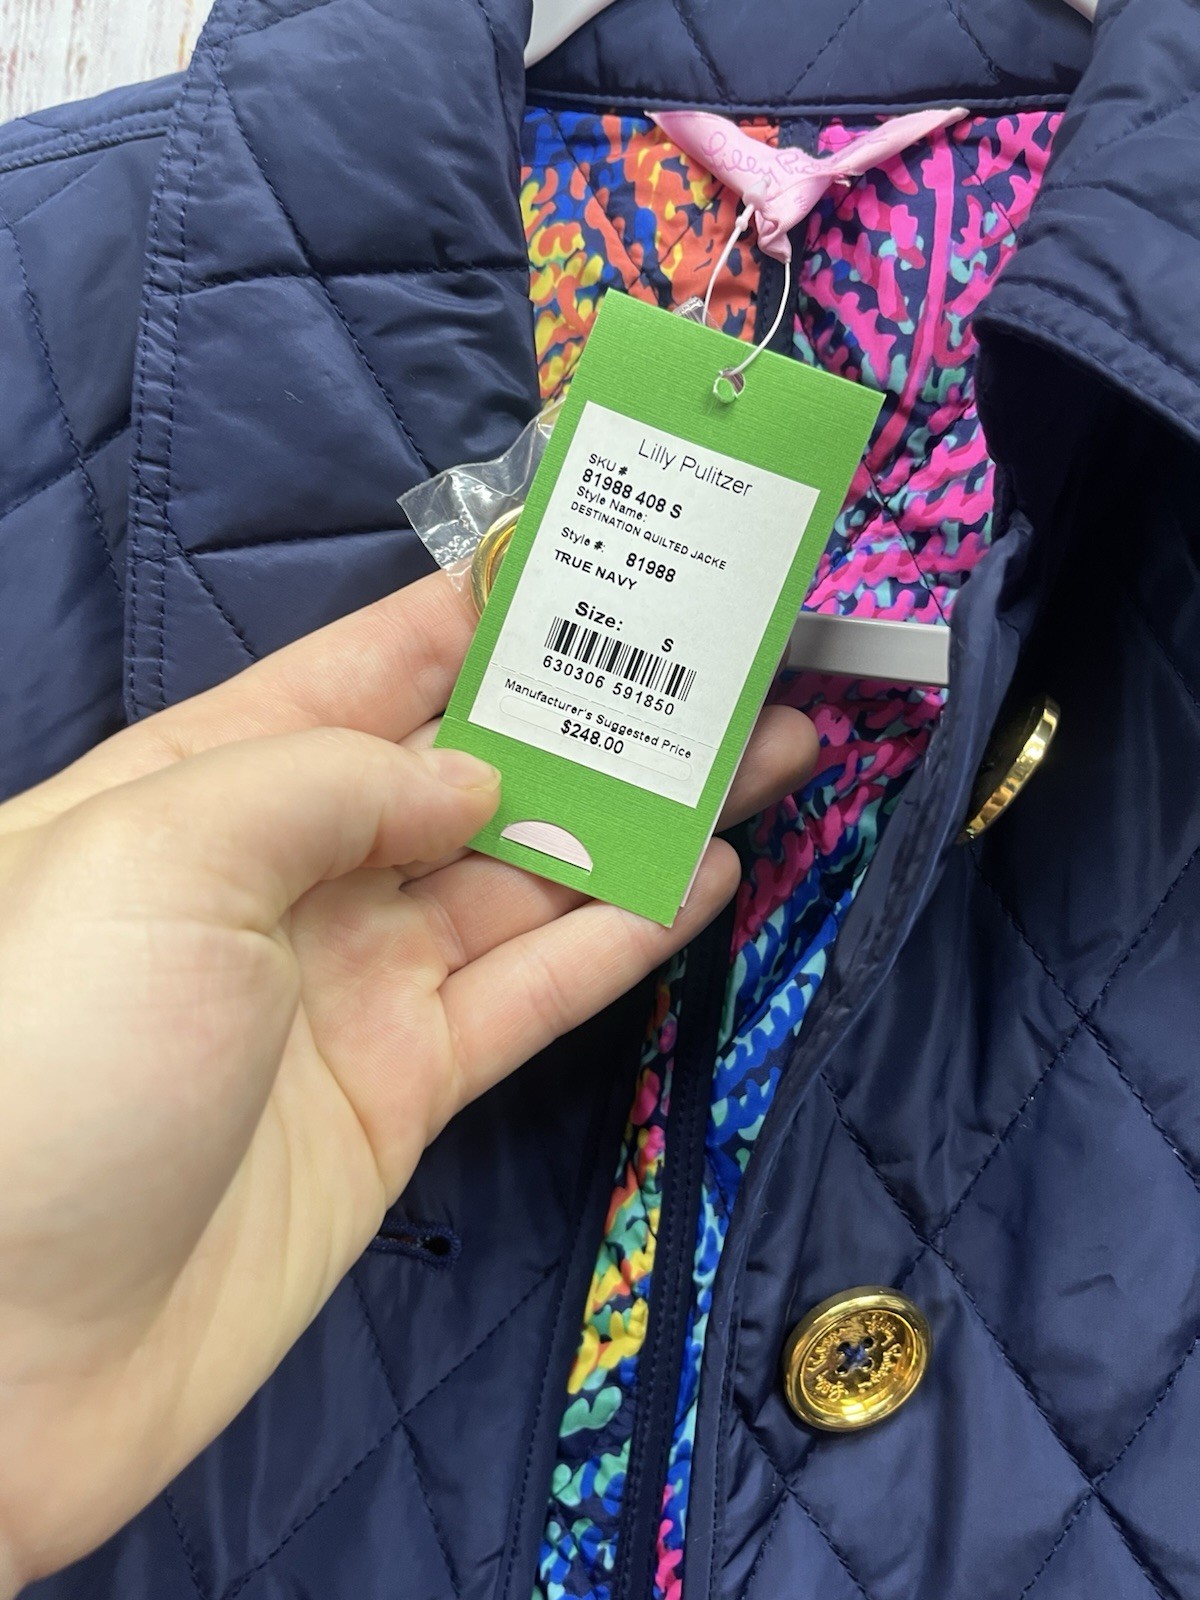 Lilly Pulitzer
SKU #
81988 408 S
Style Name:
DESTINATION QUILTED JACKE
Style #: 81988
TRUE NAVY
Size: S
630306 591850
Manufacturer's Suggested Price
$248.00
lilly